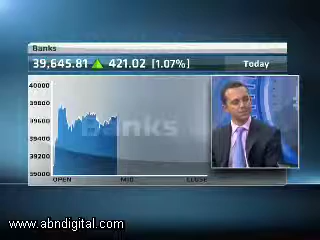 Banks
39,645.81 421.02 [1.07%] Today
40000
39800
39600
39400
39200
39000
Banks
OPEN MID CLOSE
www.abndigital.com